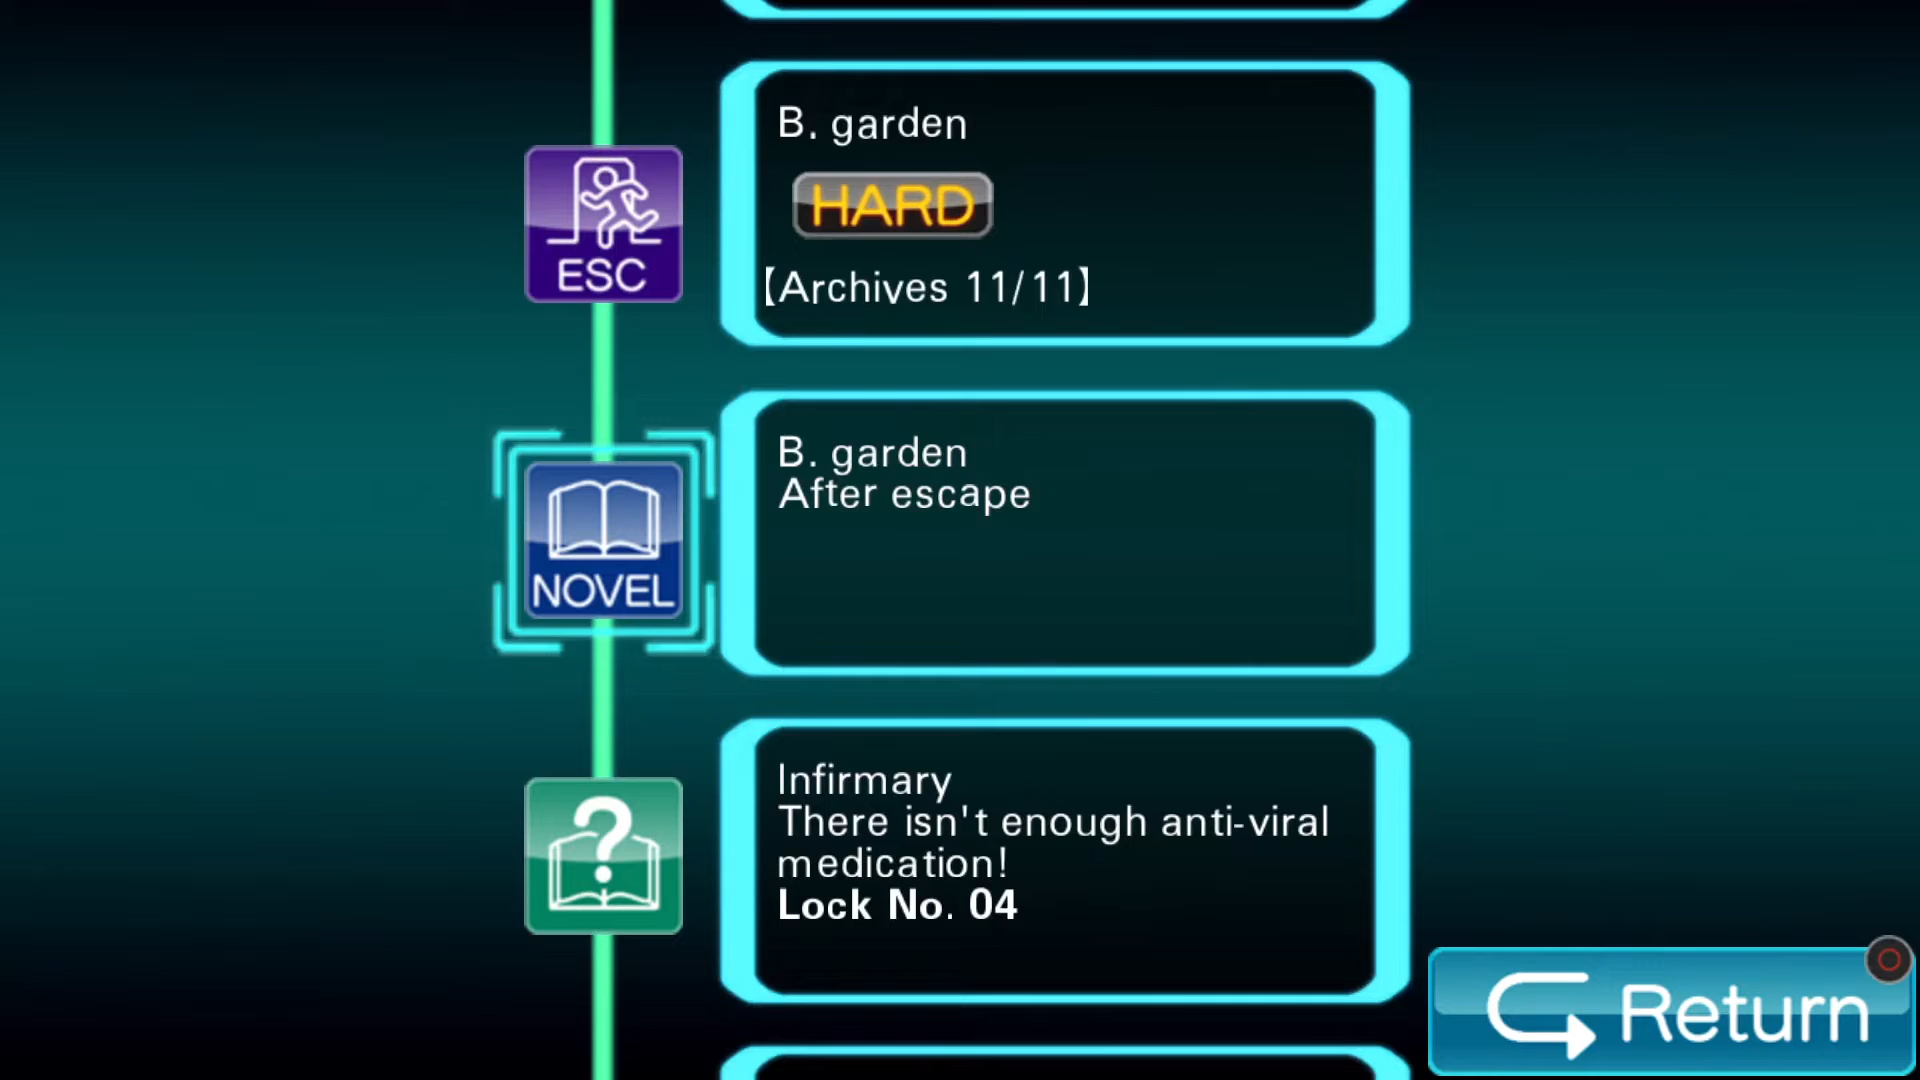 B. garden
HARD
ESC
【Archives 11/11】
B. garden
After escape
NOVEL
Infirmary
There isn't enough anti-viral
medication!
Lock No. 04
?
Return